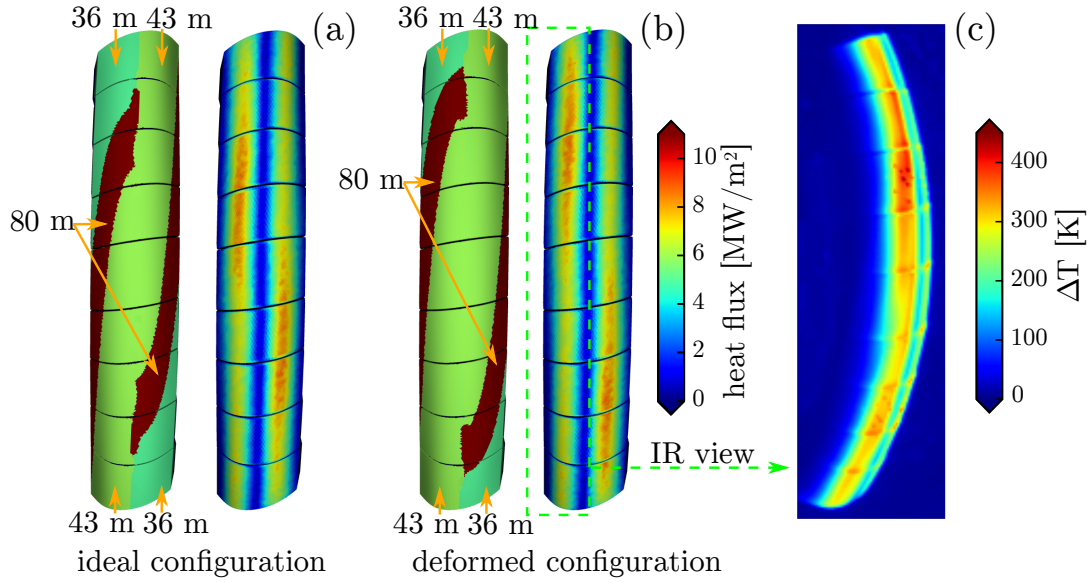 36 m 43 m
(a)
36 m 43 m
(b)
(c)
80 m
80 m
10
8
6
4
2
0
heat flux [MW/m²]
400
300
200
100
0
ΔT [K]
IR view
43 m 36 m
43 m 36 m
ideal configuration
deformed configuration